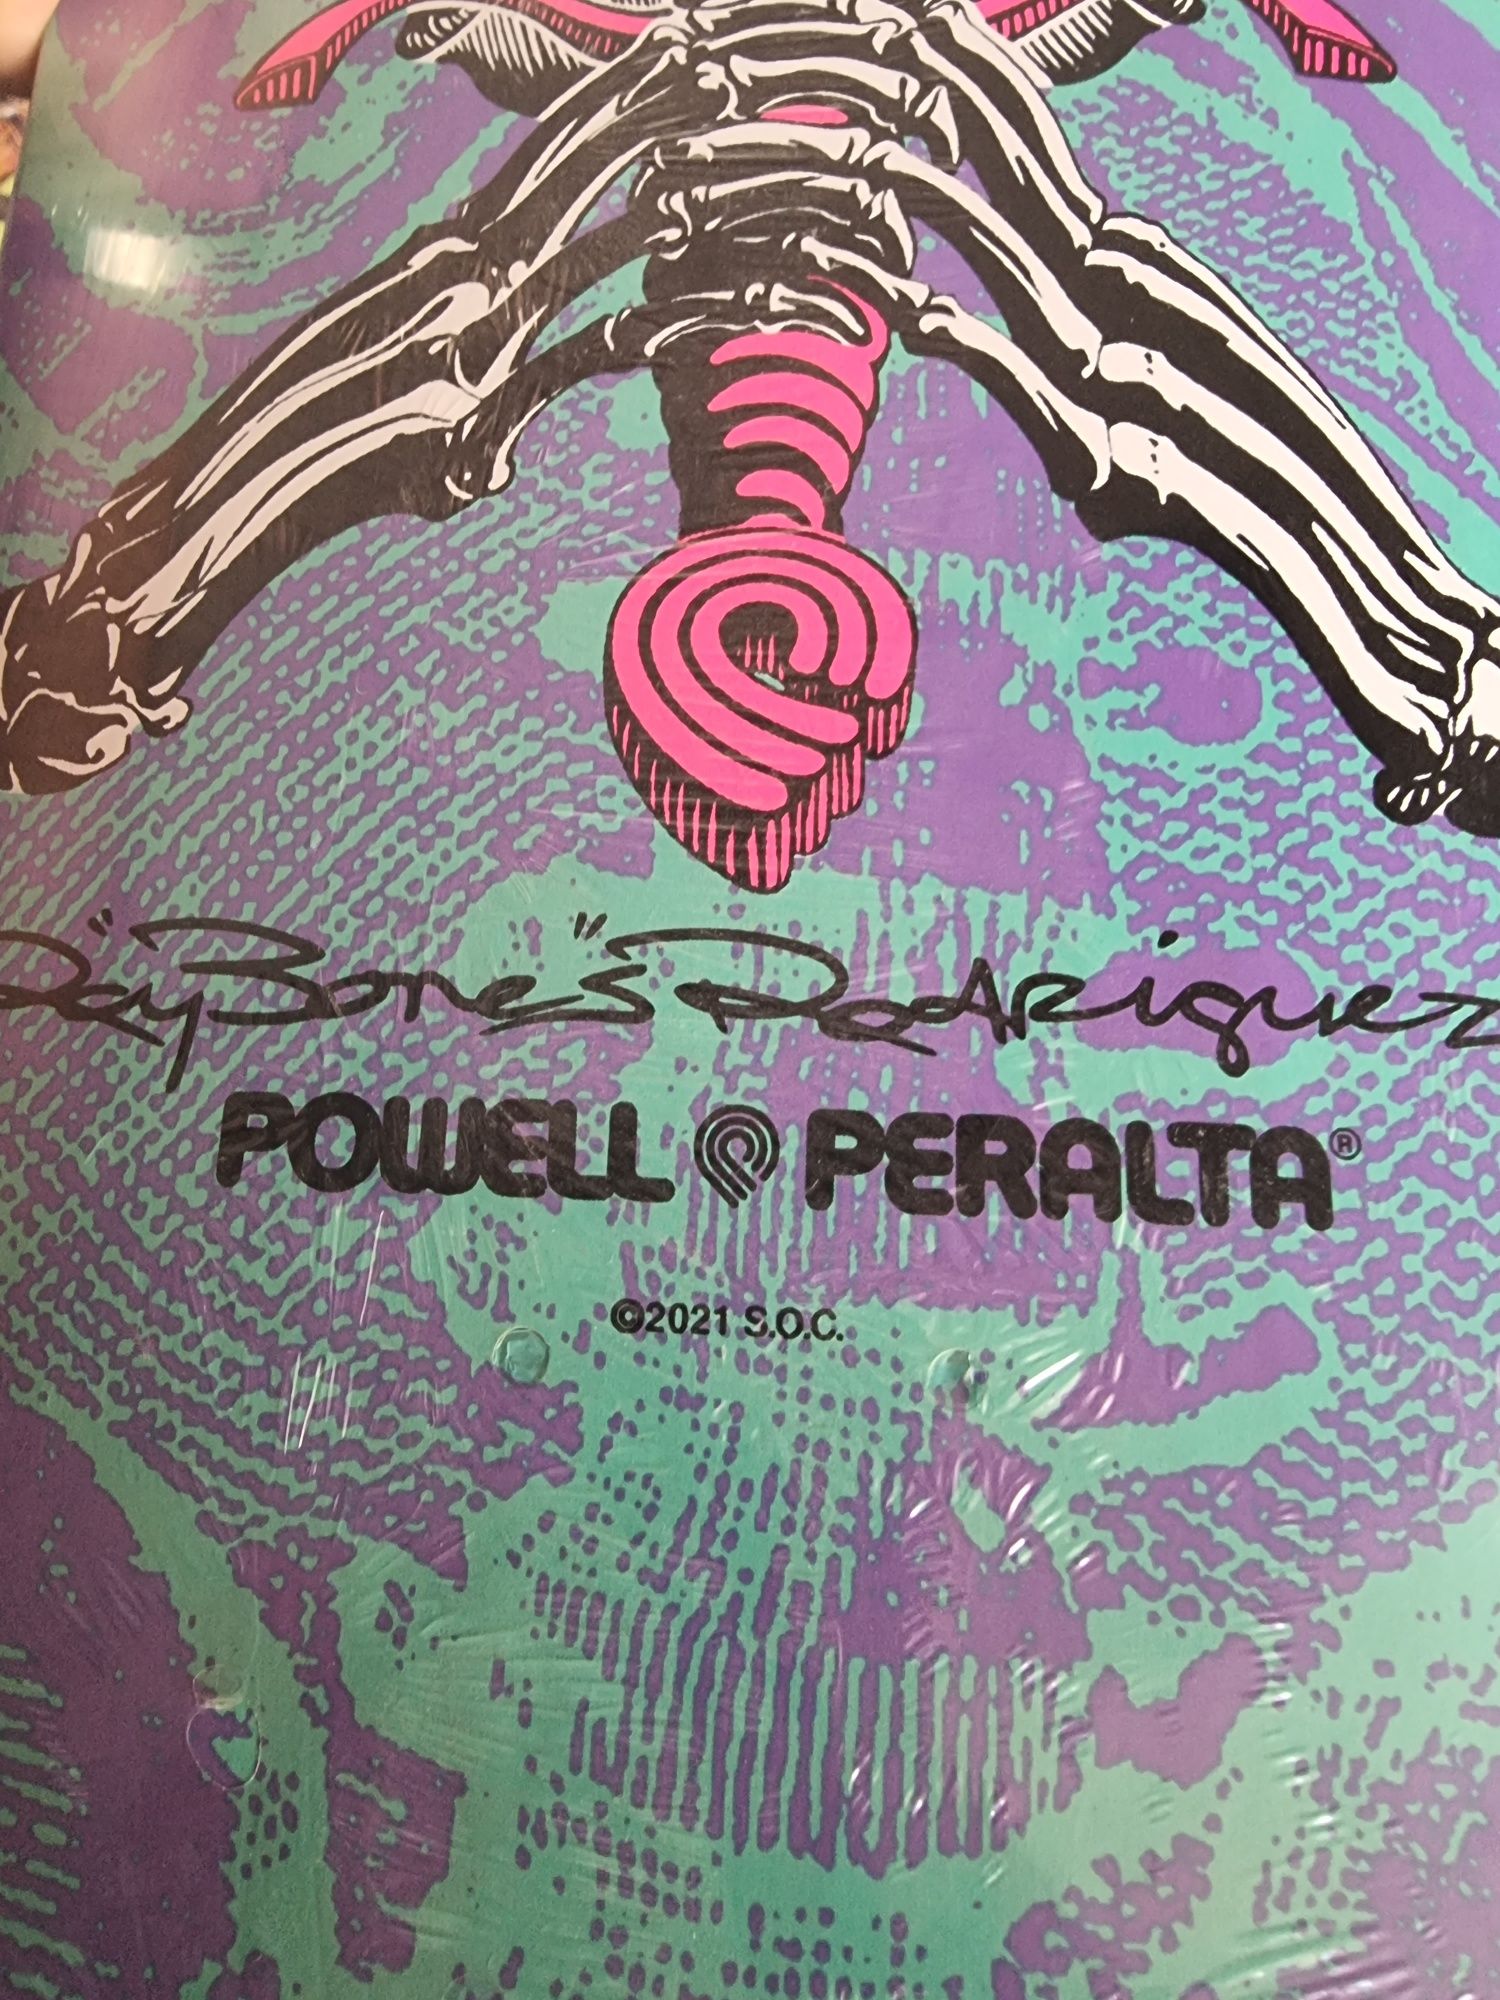 Ray "Bones" Rodriguez
POWELL PERALTA®
©2021 S.O.C.